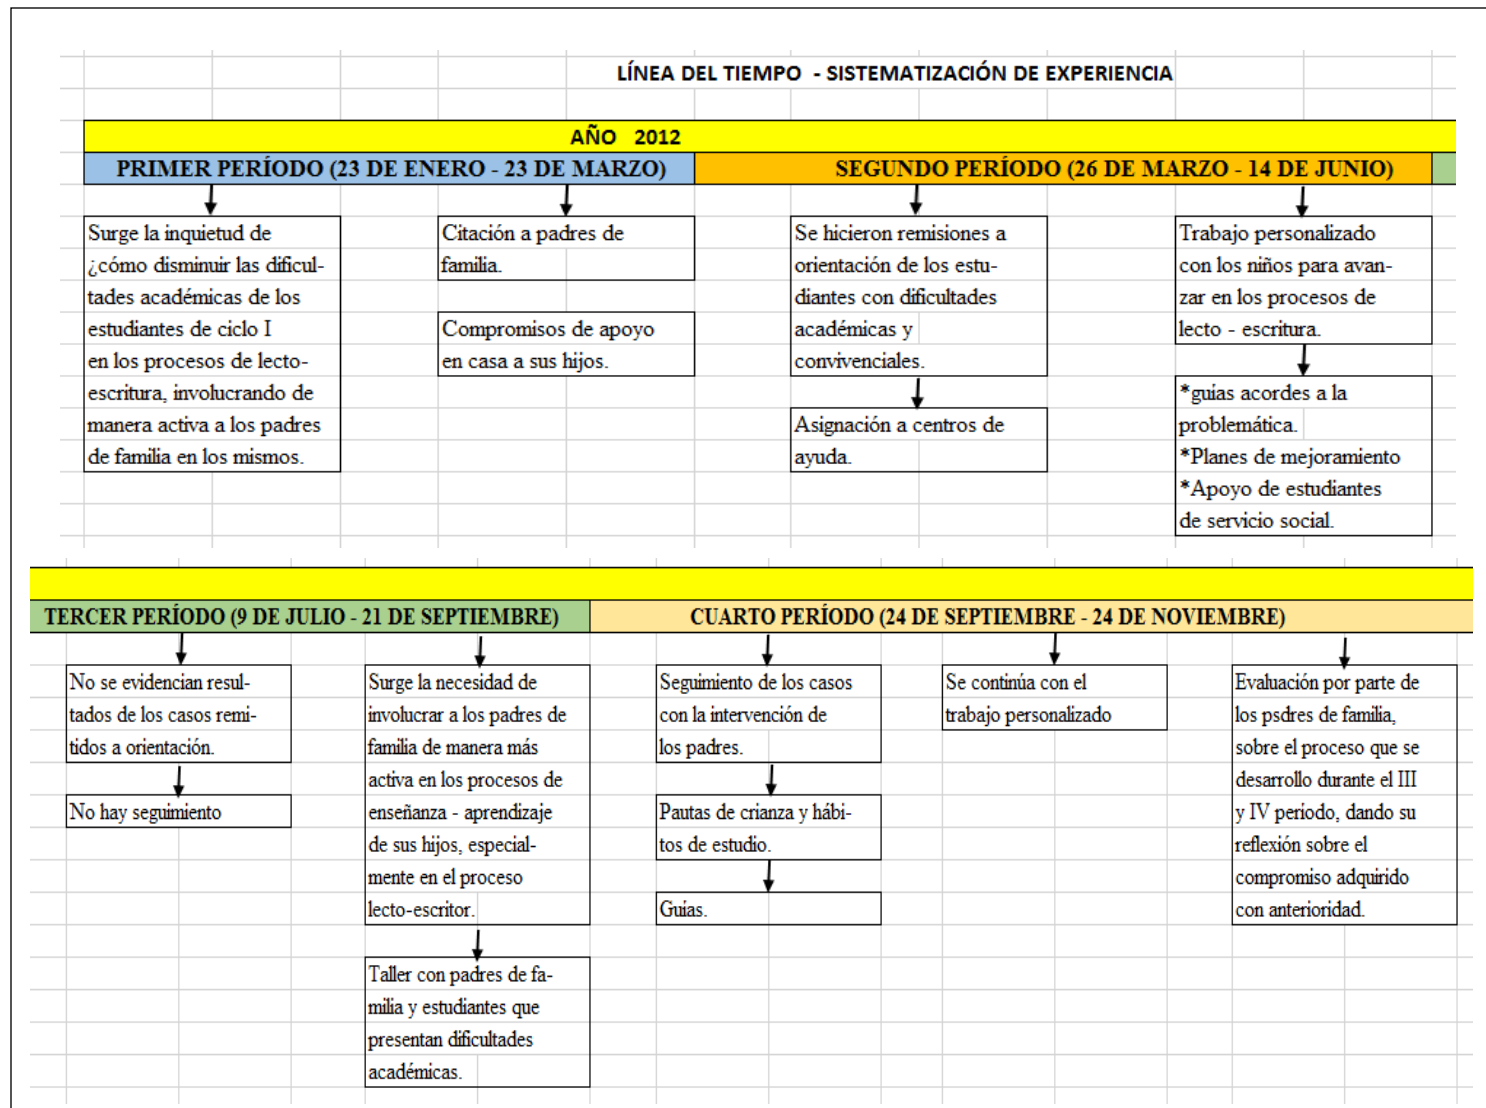 LÍNEA DEL TIEMPO - SISTEMATIZACIÓN DE EXPERIENCIA
AÑO 2012
PRIMER PERÍODO (23 DE ENERO - 23 DE MARZO)
SEGUNDO PERÍODO (26 DE MARZO - 14 DE JUNIO)
Surge la inquietud de
¿cómo disminuir las dificul-
tades académicas de los
estudiantes de ciclo I
en los procesos de lecto-
escritura, involucrando de
manera activa a los padres
de familia en los mismos.
Citación a padres de
familia.
Compromisos de apoyo
en casa a sus hijos.
Se hicieron remisiones a
orientación de los estu-
diantes con dificultades
académicas y
convivenciales.
Asignación a centros de
ayuda.
Trabajo personalizado
con los niños para avan-
zar en los procesos de
lecto - escritura.
*guías acordes a la
problemática.
*Planes de mejoramiento
*Apoyo de estudiantes
de servicio social.
TERCER PERÍODO (9 DE JULIO - 21 DE SEPTIEMBRE)
CUARTO PERÍODO (24 DE SEPTIEMBRE - 24 DE NOVIEMBRE)
No se evidencian resul-
tados de los casos remi-
tidos a orientación.
No hay seguimiento
Surge la necesidad de
involucrar a los padres de
familia de manera más
activa en los procesos de
enseñanza - aprendizaje
de sus hijos, especial-
mente en el proceso
lecto-escritor.
Taller con padres de fa-
milia y estudiantes que
presentan dificultades
académicas.
Seguimiento de los casos
con la intervención de
los padres.
Pautas de crianza y hábi-
tos de estudio.
Guías.
Se continúa con el
trabajo personalizado
Evaluación por parte de
los psdres de familia,
sobre el proceso que se
desarrollo durante el III
y IV período, dando su
reflexión sobre el
compromiso adquirido
con anterioridad.